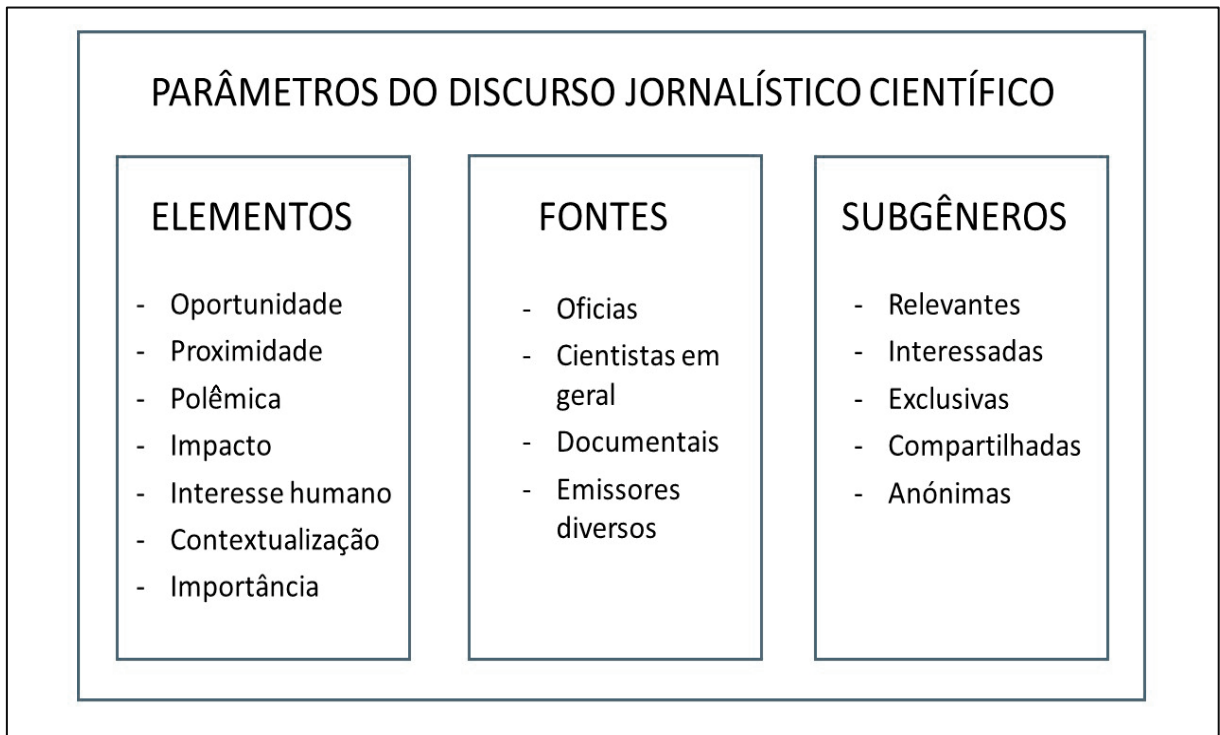 PARÂMETROS DO DISCURSO JORNALÍSTICO CIENTÍFICO
ELEMENTOS
- Oportunidade
- Proximidade
- Polêmica
- Impacto
- Interesse humano
- Contextualização
- Importância
FONTES
- Oficias
- Cientistas em
geral
- Documentais
- Emissores
diversos
SUBGÊNEROS
- Relevantes
- Interessadas
- Exclusivas
- Compartilhadas
- Anónimas